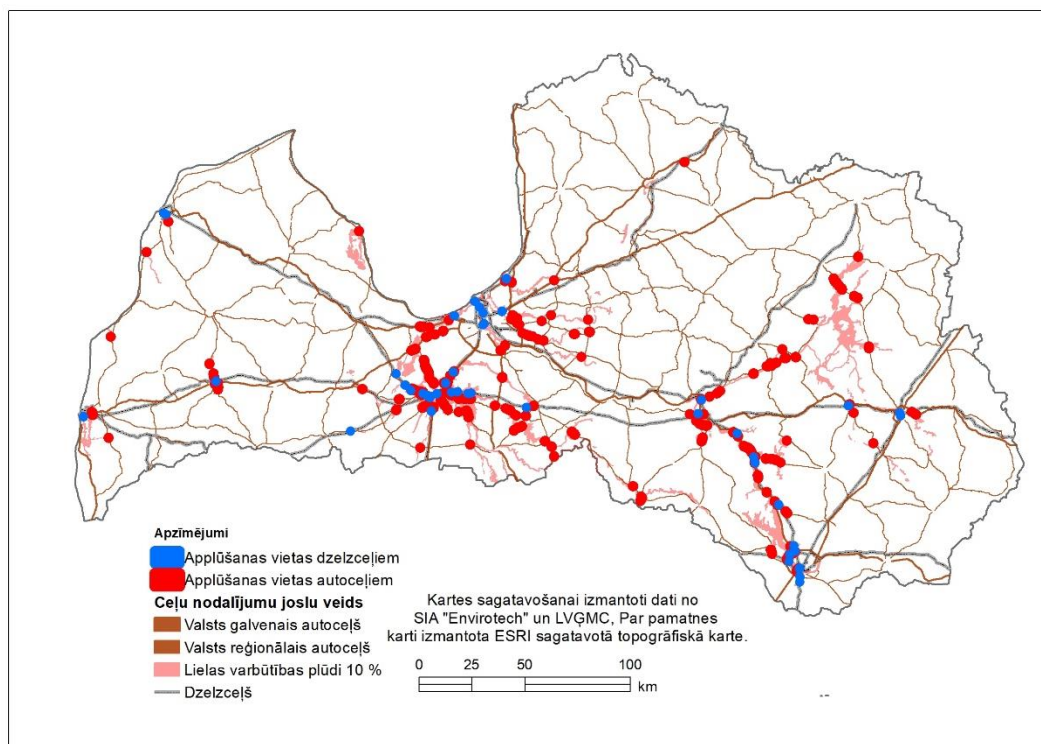 Apzīmējumi
Applūšanas vietas dzelzceļiem
Applūšanas vietas autoceļiem
Ceļu nodalījumu joslu veids
Valsts galvenais autoceļš
Valsts reģionālais autoceļš
Lielas varbūtības plūdi 10 %
Dzelzceļš
Kartes sagatavošanai izmantoti dati no
SIA "Envirotech" un LVĢMC, Par pamatnes
karti izmantota ESRI sagatavotā topogrāfiskā karte.
0 25 50 100
km